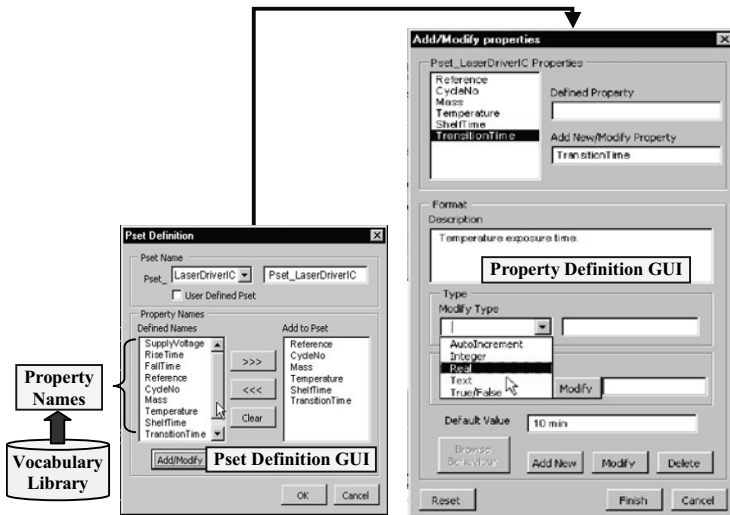 Add/Modify properties
Pset_LaserDriverIC Properties
Reference
CycleNo
Mass
Temperature
ShelfTime
TransitionTime
Defined Property
Add New/Modify Property
TranstionTime
Format
Description
Temperature exposure time.
Property Definition GUI
Type
Modify Type
AutoIncrement
Integer
Real
Text
True/False
Modify
Default Value
10 min
Browse
Behaviour
Add New
Modify
Delete
Reset
Finish
Cancel
Pset Definition
Pset Name
Pset_
LaserDriverIC
Pset_LaserDriverIC
User Defined Pset
Property Names
Defined Names
SupplyVoltage
RiseTime
FallTime
Reference
CycleNo
Mass
Temperature
ShelfTime
TransitionTime
>>>
<<<
Clear
Add to Pset
Reference
CycleNo
Mass
Temperature
ShelfTime
TranstionTime
Add/Modify
Pset Definition GUI
OK
Cancel
Property
Names
Vocabulary
Library